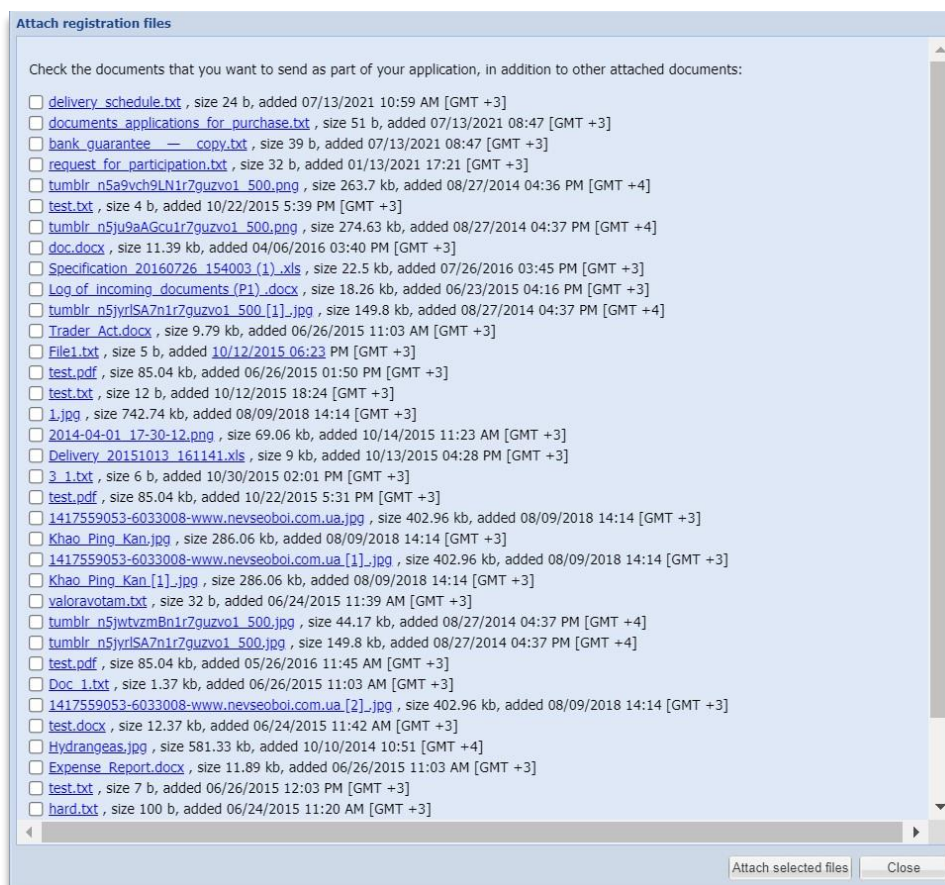 Attach registration files
Check the documents that you want to send as part of your application, in addition to other attached documents:
delivery_schedule.txt , size 24 b, added 07/13/2021 10:59 AM [GMT +3]
documents_applications_for_purchase.txt , size 51 b, added 07/13/2021 08:47 [GMT +3]
bank_guarantee_—_copy.txt , size 39 b, added 07/13/2021 08:47 [GMT +3]
request_for_participation.txt , size 32 b, added 01/13/2021 17:21 [GMT +3]
tumblr_n5a9vch9LN1r7guzvo1_500.png , size 263.7 kb, added 08/27/2014 04:36 PM [GMT +4]
test.txt , size 4 b, added 10/22/2015 5:39 PM [GMT +3]
tumblr_n5ju9aAGcu1r7guzvo1_500.png , size 274.63 kb, added 08/27/2014 04:37 PM [GMT +4]
doc.docx , size 11.39 kb, added 04/06/2016 03:40 PM [GMT +3]
Specification_20160726_154003 (1) .xls , size 22.5 kb, added 07/26/2016 03:45 PM [GMT +3]
Log of_incoming_documents (P1) .docx , size 18.26 kb, added 06/23/2015 04:16 PM [GMT +3]
tumblr_n5jyrlSA7n1r7guzvo1_500 [1] .jpg , size 149.8 kb, added 08/27/2014 04:37 PM [GMT +4]
Trader_Act.docx , size 9.79 kb, added 06/26/2015 11:03 AM [GMT +3]
File1.txt , size 5 b, added 10/12/2015 06:23 PM [GMT +3]
test.pdf , size 85.04 kb, added 06/26/2015 01:50 PM [GMT +3]
test.txt , size 12 b, added 10/12/2015 18:24 [GMT +3]
1.jpg , size 742.74 kb, added 08/09/2018 14:14 [GMT +3]
2014-04-01_17-30-12.png , size 69.06 kb, added 10/14/2015 11:23 AM [GMT +3]
Delivery_20151013_161141.xls , size 9 kb, added 10/13/2015 04:28 PM [GMT +3]
3_1.txt , size 6 b, added 10/30/2015 02:01 PM [GMT +3]
test.pdf , size 85.04 kb, added 10/22/2015 5:31 PM [GMT +3]
1417559053-6033008-www.nevseoboi.com.ua.jpg , size 402.96 kb, added 08/09/2018 14:14 [GMT +3]
Khao_Ping_Kan.jpg , size 286.06 kb, added 08/09/2018 14:14 [GMT +3]
1417559053-6033008-www.nevseoboi.com.ua [1] .jpg , size 402.96 kb, added 08/09/2018 14:14 [GMT +3]
Khao_Ping_Kan [1] .jpg , size 286.06 kb, added 08/09/2018 14:14 [GMT +3]
valoravotam.txt , size 32 b, added 06/24/2015 11:39 AM [GMT +3]
tumblr_n5jwtvzmBn1r7guzvo1_500.jpg , size 44.17 kb, added 08/27/2014 04:37 PM [GMT +4]
tumblr_n5jyrlSA7n1r7guzvo1_500.jpg , size 149.8 kb, added 08/27/2014 04:37 PM [GMT +4]
test.pdf , size 85.04 kb, added 05/26/2016 11:45 AM [GMT +3]
Doc_1.txt , size 1.37 kb, added 06/26/2015 11:03 AM [GMT +3]
1417559053-6033008-www.nevseoboi.com.ua [2] .jpg , size 402.96 kb, added 08/09/2018 14:14 [GMT +3]
test.docx , size 12.37 kb, added 06/24/2015 11:42 AM [GMT +3]
Hydrangeas.jpg , size 581.33 kb, added 10/10/2014 10:51 [GMT +4]
Expense_Report.docx , size 11.89 kb, added 06/26/2015 11:03 AM [GMT +3]
test.txt , size 7 b, added 06/26/2015 12:03 PM [GMT +3]
hard.txt , size 100 b, added 06/24/2015 11:20 AM [GMT +3]
Attach selected files Close